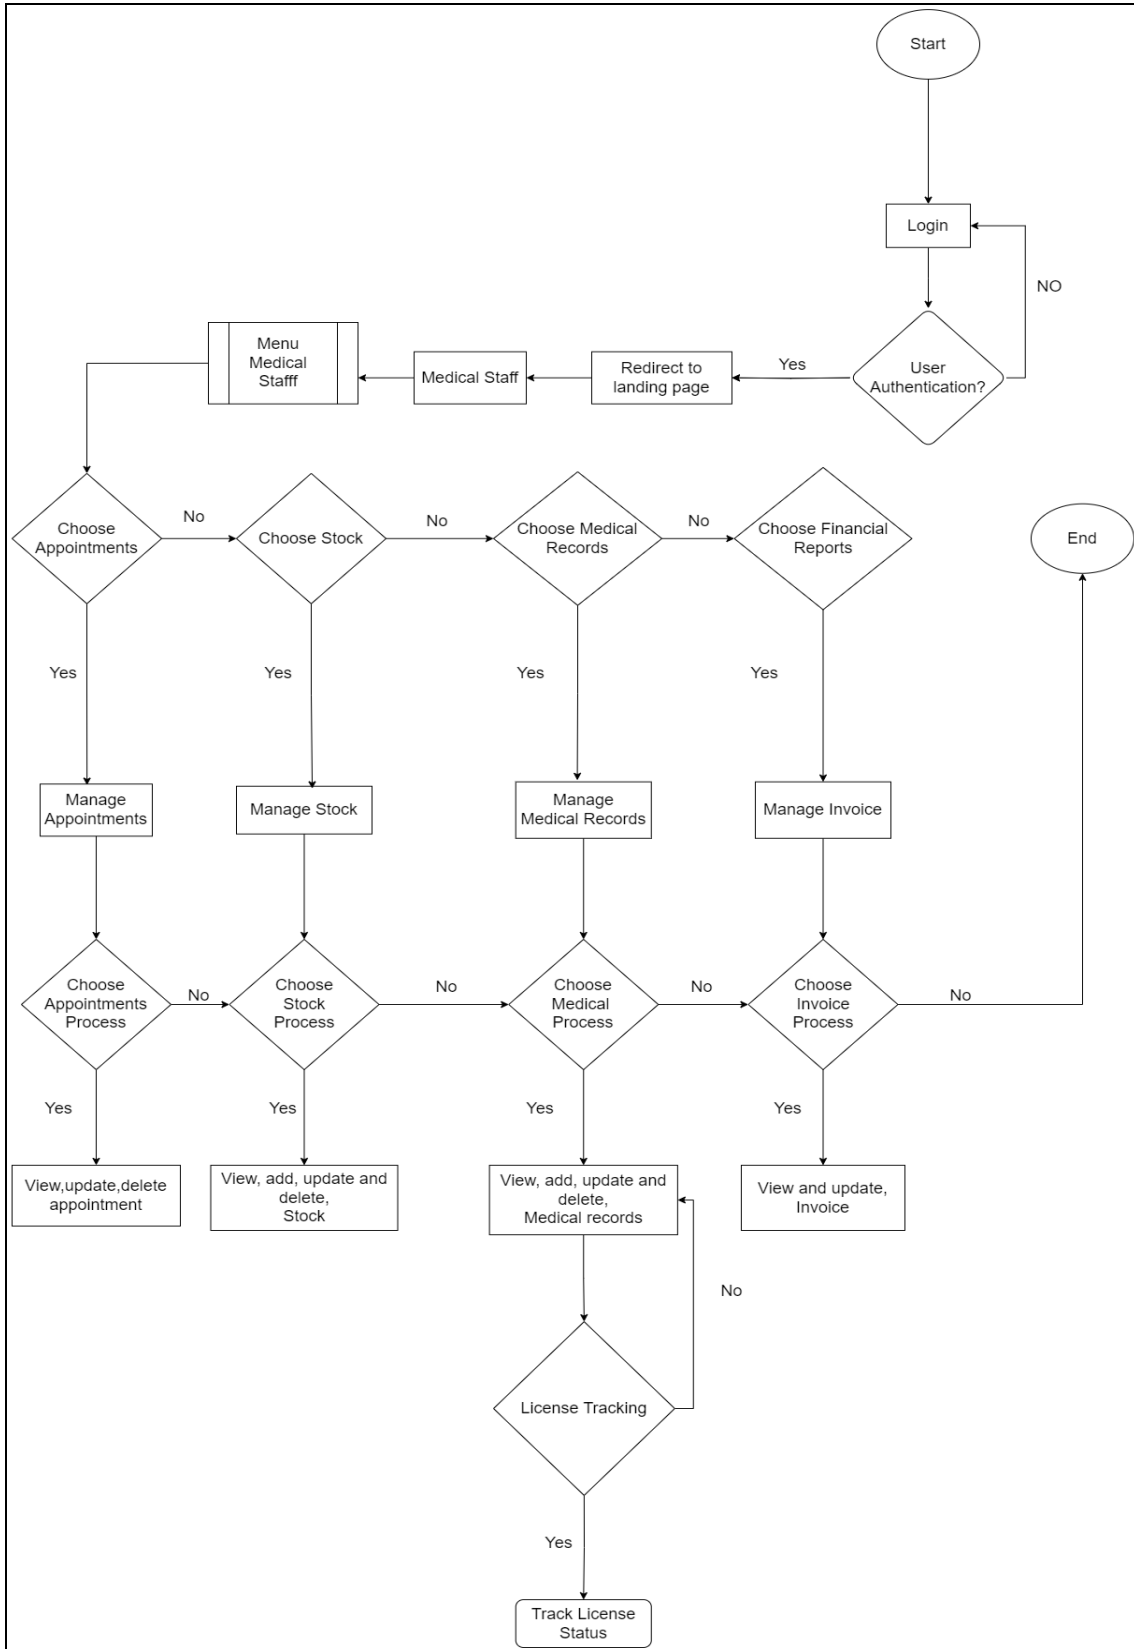 Start
Login
NO
User
Authentication?
Yes
Redirect to
landing page
Medical Staff
Menu
Medical
Stafff
Choose
Appointments
No
Choose Stock
No
Choose Medical
Records
No
Choose Financial
Reports
End
Yes
Yes
Yes
Yes
Manage
Appointments
Manage Stock
Manage
Medical Records
Manage Invoice
Choose
Appointments
Process
No
Choose
Stock
Process
No
Choose
Medical
Process
No
Choose
Invoice
Process
No
Yes
Yes
Yes
Yes
View,update,delete
appointment
View, add, update and
delete,
Stock
View, add, update and
delete,
Medical records
View and update,
Invoice
No
License Tracking
Yes
Track License
Status